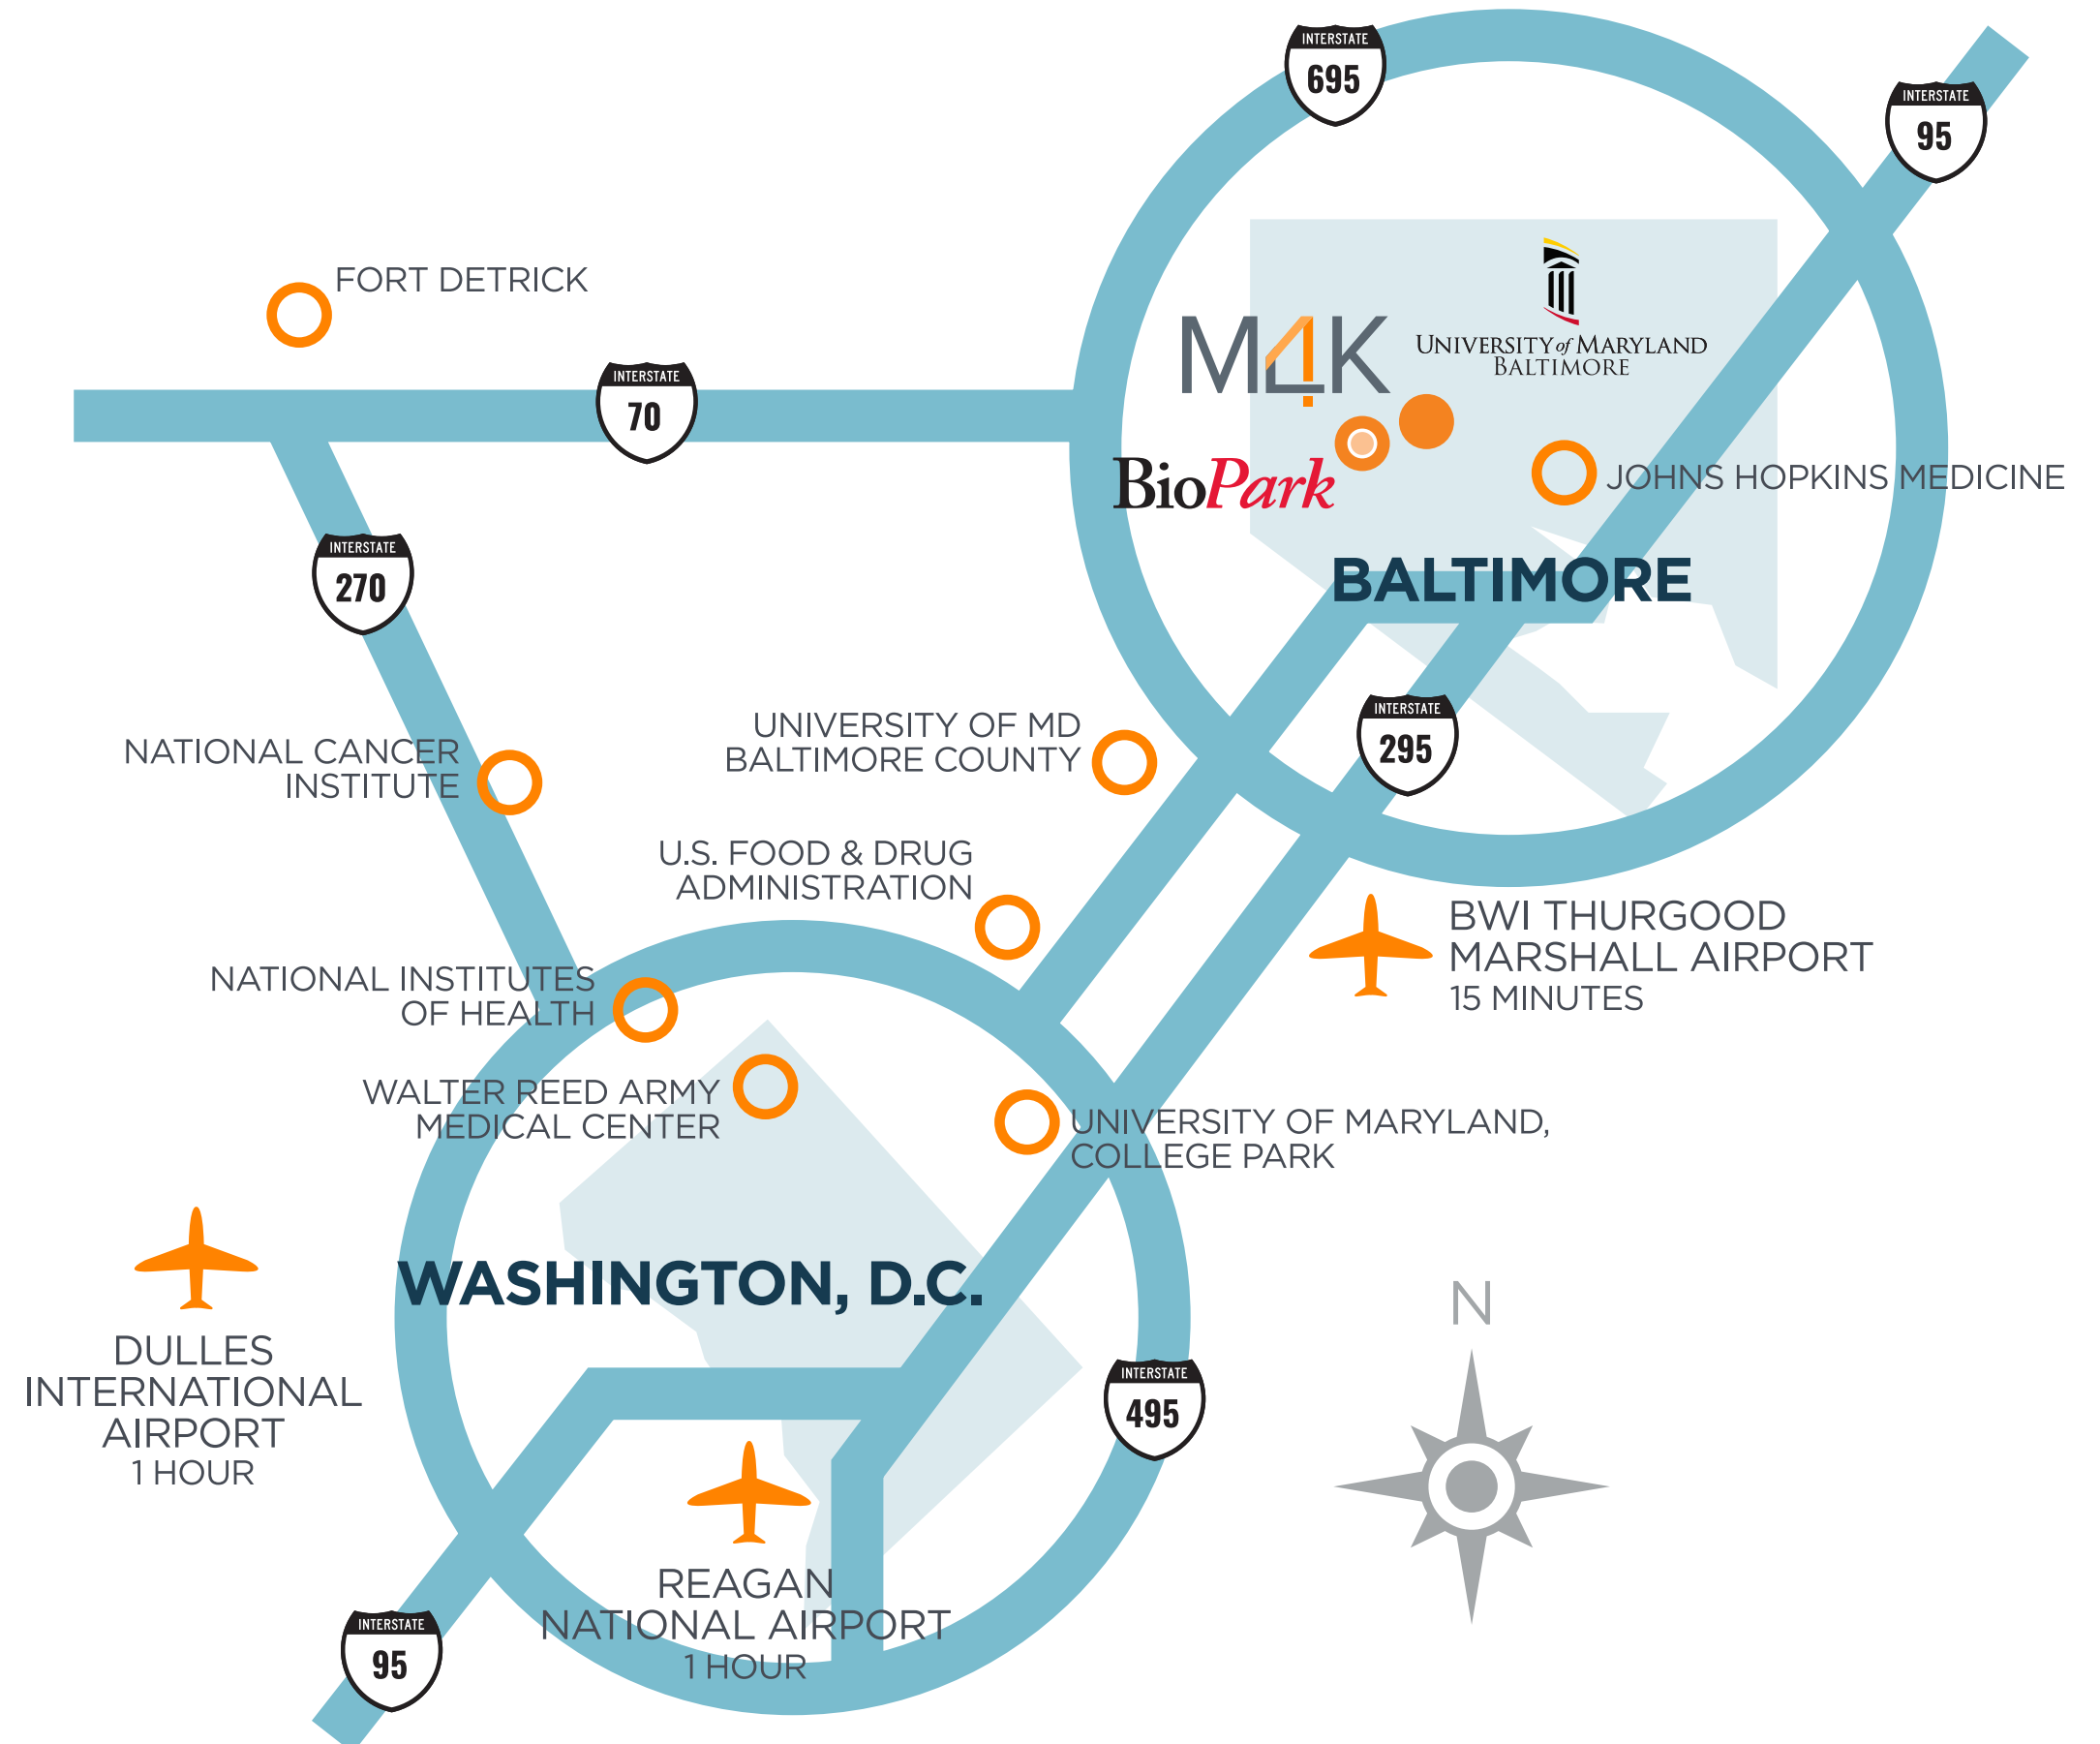 INTERSTATE
695
INTERSTATE
95
FORT DETRICK
M4K
UNIVERSITY of MARYLAND
BALTIMORE
INTERSTATE
70
BioPark
JOHNS HOPKINS MEDICINE
INTERSTATE
270
BALTIMORE
NATIONAL CANCER
INSTITUTE
UNIVERSITY OF MD
BALTIMORE COUNTY
INTERSTATE
295
U.S. FOOD & DRUG
ADMINISTRATION
BWI THURGOOD
MARSHALL AIRPORT
15 MINUTES
NATIONAL INSTITUTES
OF HEALTH
WALTER REED ARMY
MEDICAL CENTER
UNIVERSITY OF MARYLAND,
COLLEGE PARK
WASHINGTON, D.C.
DULLES
INTERNATIONAL
AIRPORT
1 HOUR
N
INTERSTATE
495
REAGAN
NATIONAL AIRPORT
1 HOUR
INTERSTATE
95